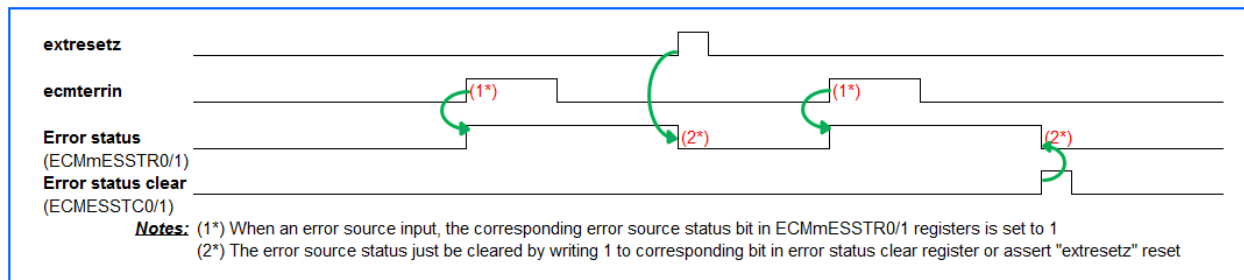 extresetz
ecmterrin
(1*)
(1*)
Error status
(ECMmESSTR0/1)
(2*)
(2*)
Error status clear
(ECMESSTC0/1)
Notes: (1*) When an error source input, the corresponding error source status bit in ECMmESSTR0/1 registers is set to 1
(2*) The error source status just be cleared by writing 1 to corresponding bit in error status clear register or assert "extresetz" reset